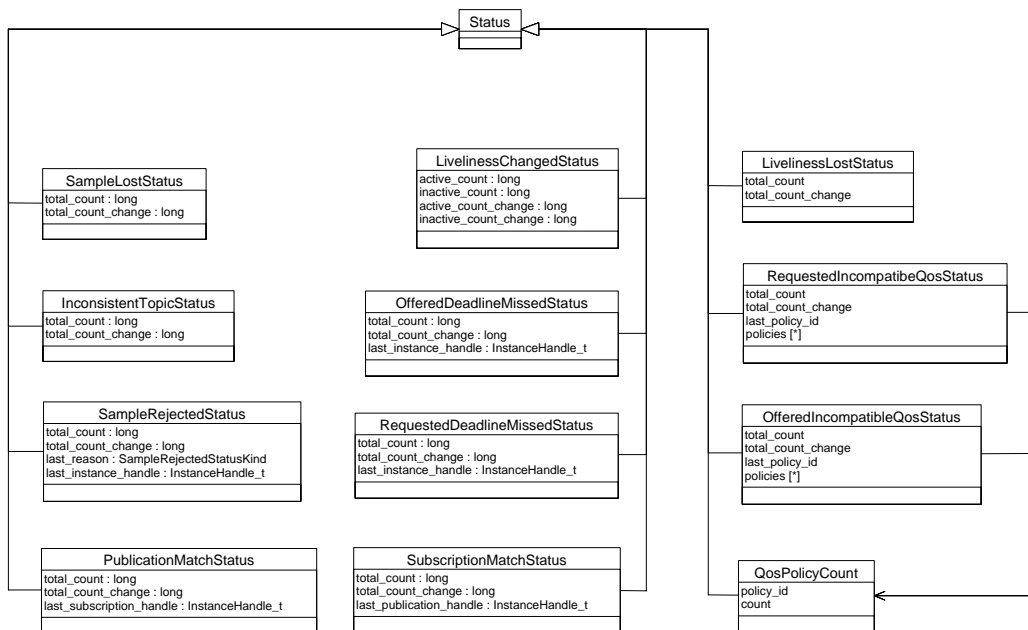 Status
SampleLostStatus
total_count : long
total_count_change : long
InconsistentTopicStatus
total_count : long
total_count_change : long
SampleRejectedStatus
total_count : long
total_count_change : long
last_reason : SampleRejectedStatusKind
last_instance_handle : InstanceHandle_t
PublicationMatchStatus
total_count : long
total_count_change : long
last_subscription_handle : InstanceHandle_t
LivelinessChangedStatus
active_count : long
inactive_count : long
active_count_change : long
inactive_count_change : long
OfferedDeadlineMissedStatus
total_count : long
total_count_change : long
last_instance_handle : InstanceHandle_t
RequestedDeadlineMissedStatus
total_count : long
total_count_change : long
last_instance_handle : InstanceHandle_t
SubscriptionMatchStatus
total_count : long
total_count_change : long
last_publication_handle : InstanceHandle_t
LivelinessLostStatus
total_count
total_count_change
RequestedIncompatibeQosStatus
total_count
total_count_change
last_policy_id
policies [*]
OfferedIncompatibleQosStatus
total_count
total_count_change
last_policy_id
policies [*]
QosPolicyCount
policy_id
count